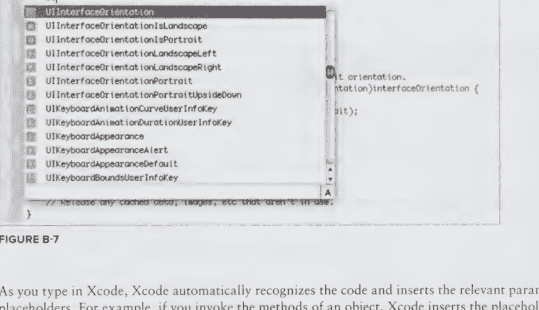 UIInterfaceOrientation
UIInterfaceOrientationIsLandscape
UIInterfaceOrientationIsPortrait
UIInterfaceOrientationLandscapeLeft
UIInterfaceOrientationLandscapeRight
it orientation.
UIInterfaceOrientationPortrait
ntation)interfaceOrientation {
UIInterfaceOrientationPortraitUpsideDown
UIKeyboardAnimationCurveUserInfoKey
ait);
UIKeyboardAnimationDurationUserInfoKey
UIKeyboardAppearance
UIKeyboardAppearanceAlert
UIKeyboardAppearanceDefault
UIKeyboardBoundsUserInfoKey
A
// Release any cached data, images, etc that aren't in use.
}
FIGURE B-7
As you type in Xcode, Xcode automatically recognizes the code and inserts the relevant param
placeholders. For example, if you invoke the methods of an object, Xcode inserts the placehol